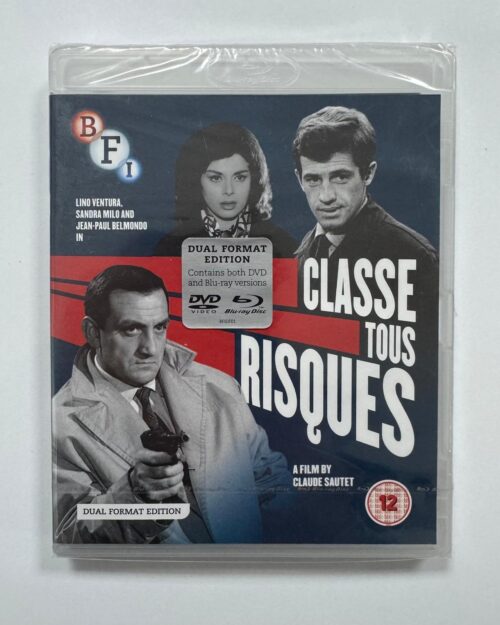 BFI
LINO VENTURA,
SANDRA MILO AND
JEAN-PAUL BELMONDO
IN
DUAL FORMAT
EDITION
Contains both DVD
and Blu-ray versions
DVD
VIDEO
Blu-ray Disc
CLASSE
TOUS
RISQUES
A FILM BY
CLAUDE SAUTET
DUAL FORMAT EDITION
12